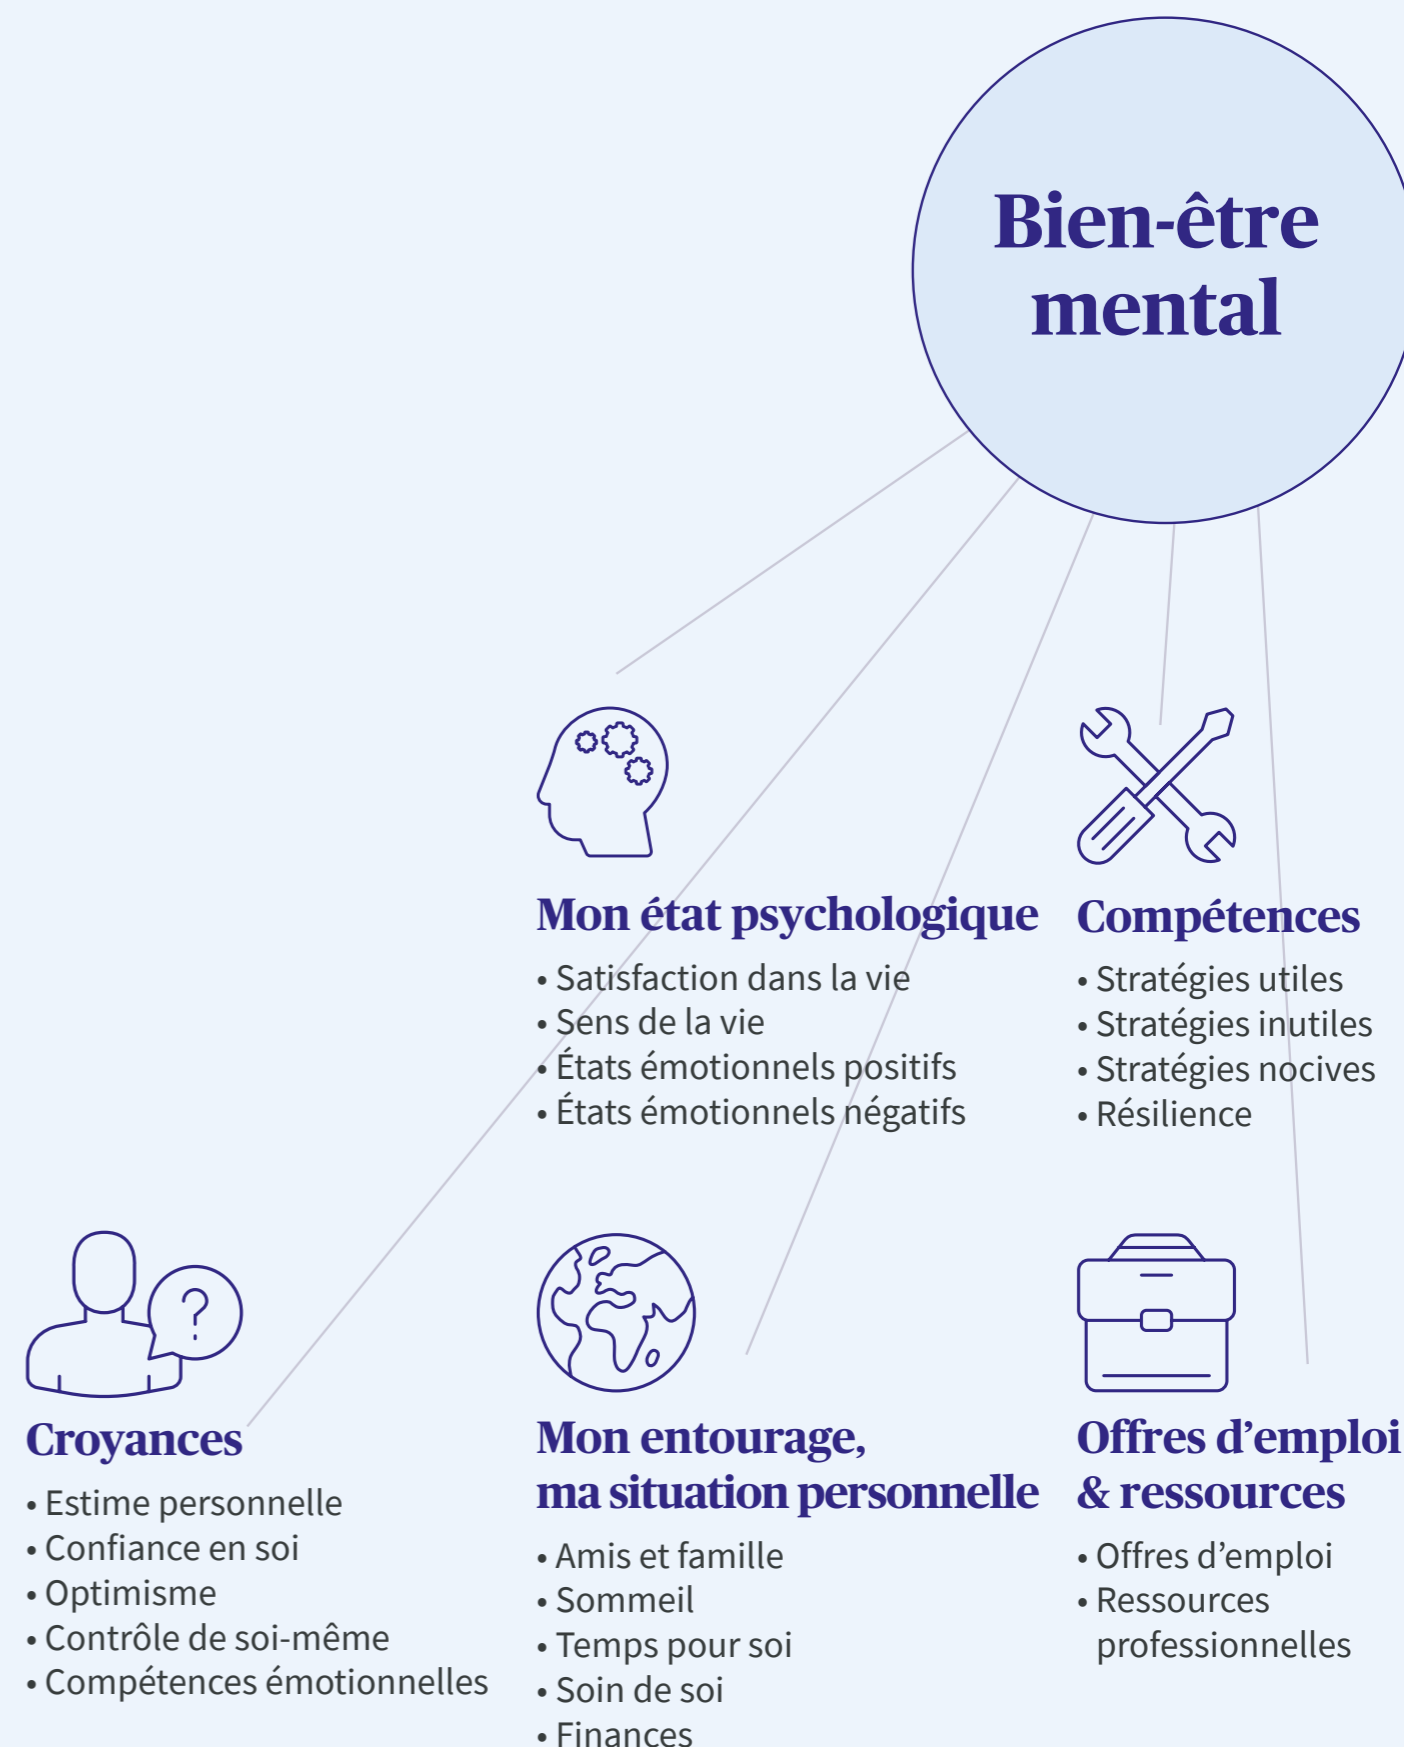 Bien-être
mental
Mon état psychologique
• Satisfaction dans la vie
• Sens de la vie
• États émotionnels positifs
• États émotionnels négatifs
Compétences
• Stratégies utiles
• Stratégies inutiles
• Stratégies nocives
• Résilience
?
Croyances
• Estime personnelle
• Confiance en soi
• Optimisme
• Contrôle de soi-même
• Compétences émotionnelles
Mon entourage,
ma situation personnelle
• Amis et famille
• Sommeil
• Temps pour soi
• Soin de soi
• Finances
Offres d’emploi
& ressources
• Offres d’emploi
• Ressources
professionnelles